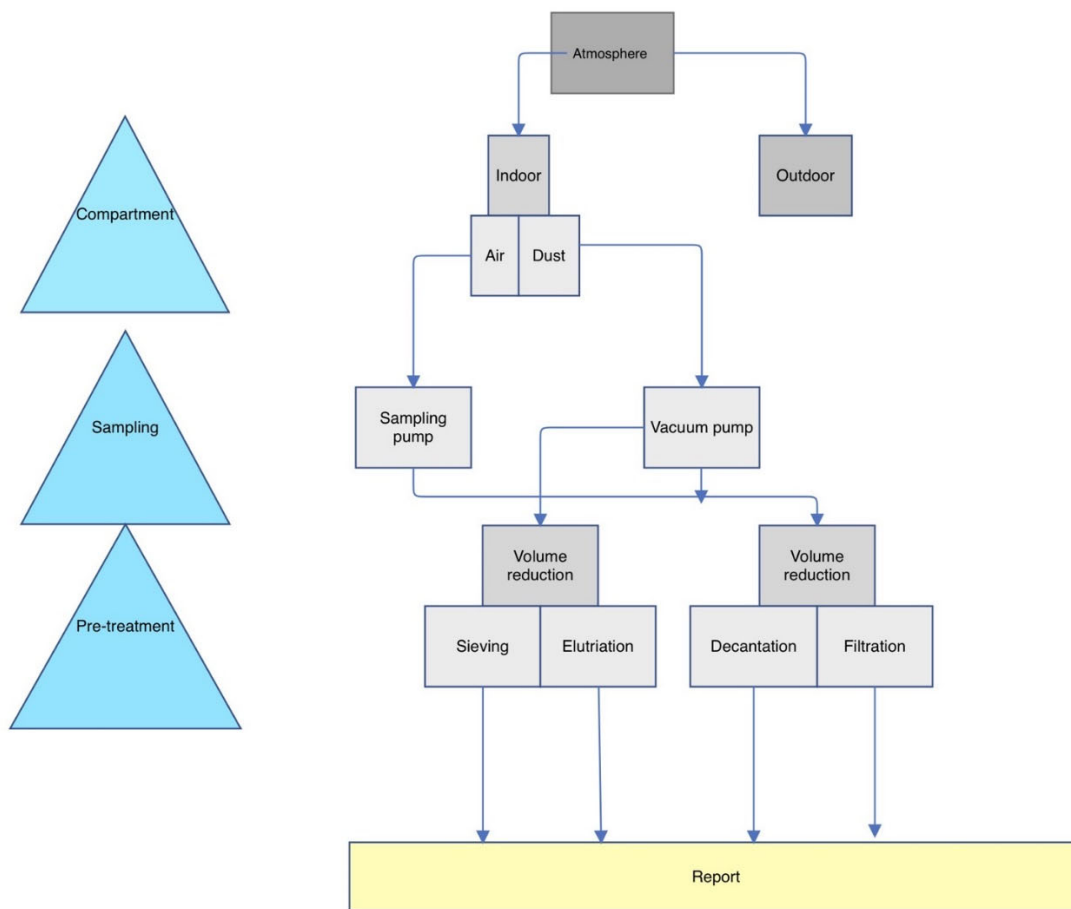 Atmosphere
Indoor
Outdoor
Compartment
Air
Dust
Sampling
Sampling
pump
Vacuum pump
Volume
reduction
Volume
reduction
Pre-treatment
Sieving
Elutriation
Decantation
Filtration
Report